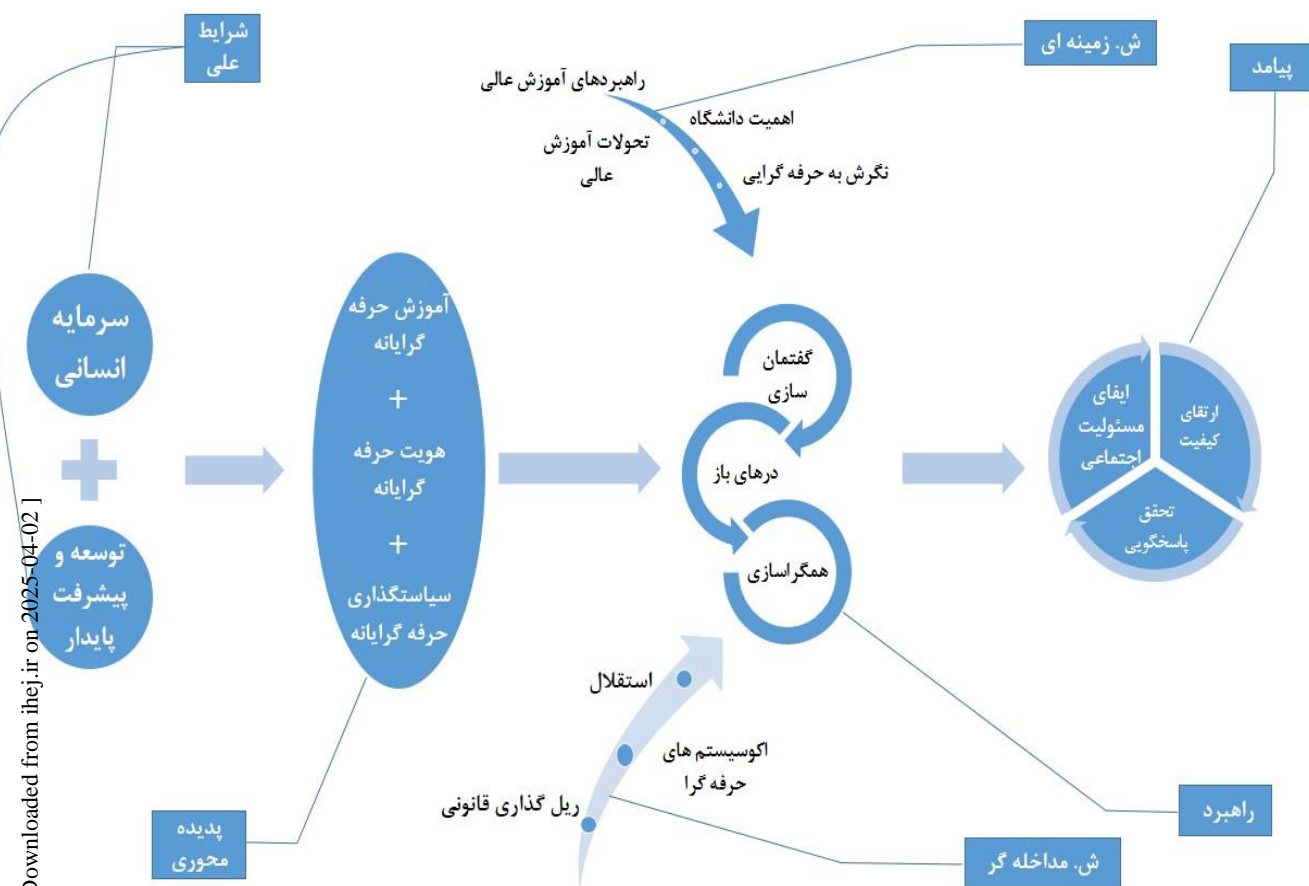 شرایط
علی
ش. زمینه ای
پیامد
راهبردهای آموزش عالی
اهمیت دانشگاه
تحولات آموزش
عالی
نگرش به حرفه گرایی
سرمایه
انسانی
+
توسعه و
پیشرفت
پایدار
آموزش حرفه
گرایانه
+
هویت حرفه
گرایانه
+
سیاستگذاری
حرفه گرایانه
گفتمان
سازی
درهای باز
همگراسازی
ارتقای
کیفیت
ایفای
مسئولیت
اجتماعی
تحقق
پاسخگویی
استقلال
اکوسیستم های
حرفه گرا
ریل گذاری قانونی
پدیده
محوری
ش. مداخله گر
راهبرد
Downloaded from ihej.ir on 2025-04-02 ]